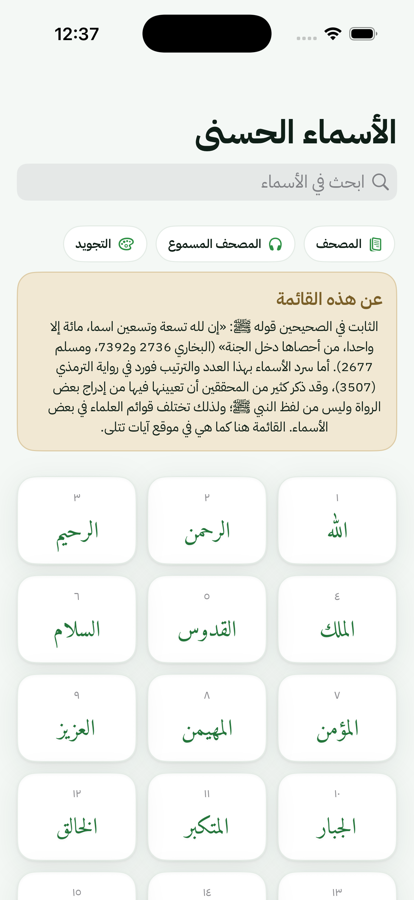 12:37
الأسماء الحسنى
ابحث في الأسماء
المصحف
المصحف المسموع
التجويد
عن هذه القائمة
الثابت في الصحيحين قوله ﷺ: «إن لله تسعة وتسعين اسما، مائة إلا
واحدا، من أحصاها دخل الجنة» (البخاري 2736 و7392، ومسلم
2677). أما سرد الأسماء بهذا العدد والترتيب فورد في رواية الترمذي
(3507)، وقد ذكر كثير من المحققين أن تعيينها فيها من إدراج بعض
الرواة وليس من لفظ النبي ﷺ؛ ولذلك تختلف قوائم العلماء في بعض
الأسماء. القائمة هنا كما هي في موقع آيات تتلى.
١
الله
٢
الرحمن
٣
الرحيم
٤
الملك
٥
القدوس
٦
السلام
٧
المؤمن
٨
المهيمن
٩
العزيز
١٠
الجبار
١١
المتكبر
١٢
الخالق
١٣
١٤
١٥